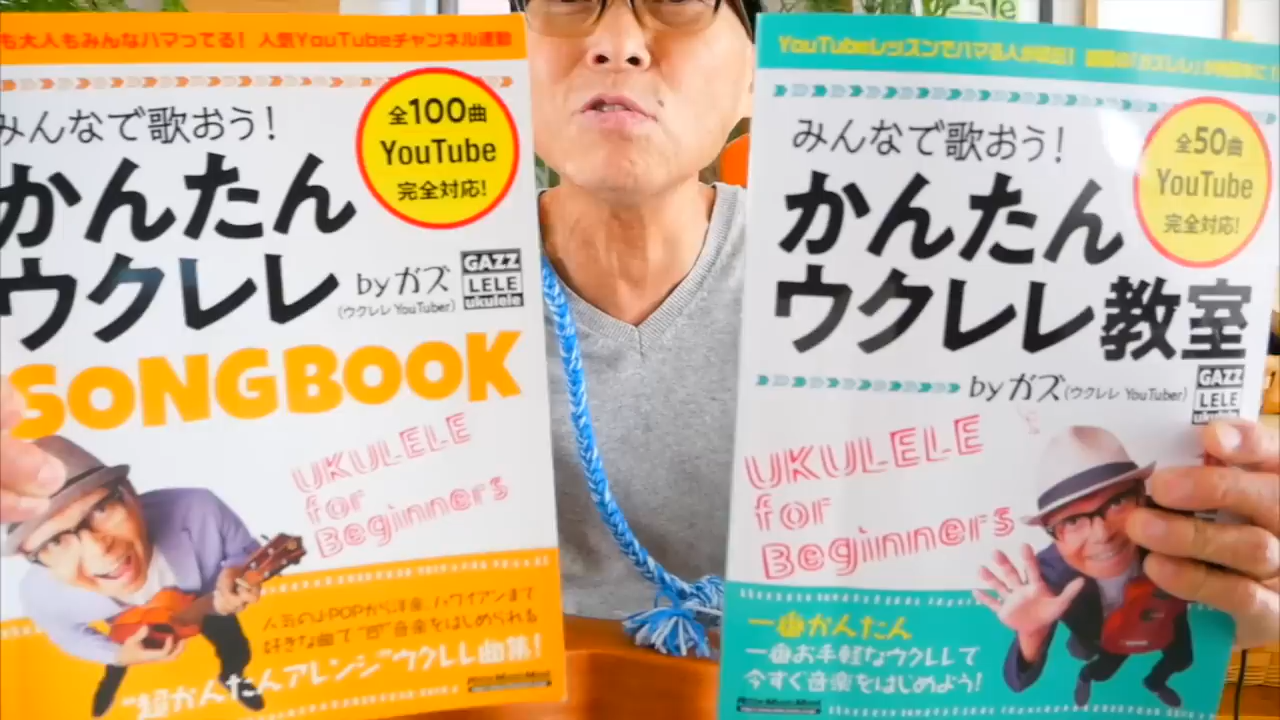 も大人もみんなハマってる! 人気YouTubeチャンネル連動
みんなで歌おう!
全100曲
YouTube
完全対応!
かんたん
ウクレレ
byガズ
(ウクレレ YouTuber)
GAZZ
LELE
ukulele
SONGBOOK
UKULELE
for
Beginners
人気のJ-POPから洋楽、ハワイアンまで
好きな曲で"即"音楽をはじめられる
"超かんたんアレンジ"ウクレレ曲集!
YouTubeレッスンでハマる人が続出!
みんなで歌おう!
全50曲
YouTube
完全対応!
かんたん
ウクレレ教室
byガズ(ウクレレ YouTuber)
GAZZ
LELE
ukulele
UKULELE
for
Beginners
一番かんたん
一番お手軽なウクレレで
今すぐ音楽をはじめよう!